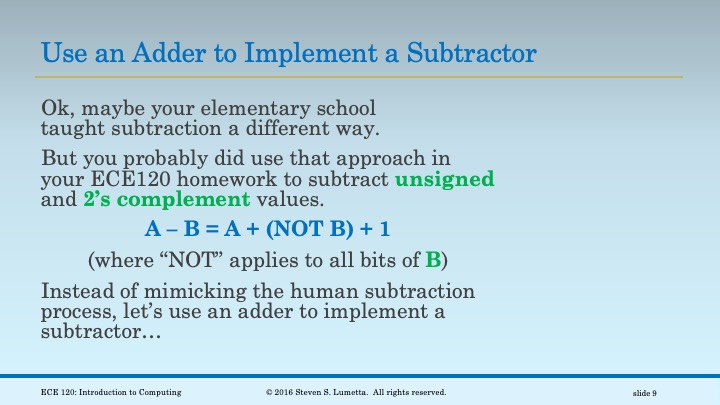 Use an Adder to Implement a Subtractor
Ok, maybe your elementary school
taught subtraction a different way.
But you probably did use that approach in
your ECE120 homework to subtract unsigned
and 2’s complement values.
A – B = A + (NOT B) + 1
(where “NOT” applies to all bits of B)
Instead of mimicking the human subtraction
process, let’s use an adder to implement a
subtractor…
ECE 120: Introduction to Computing
© 2016 Steven S. Lumetta. All rights reserved.
slide 9